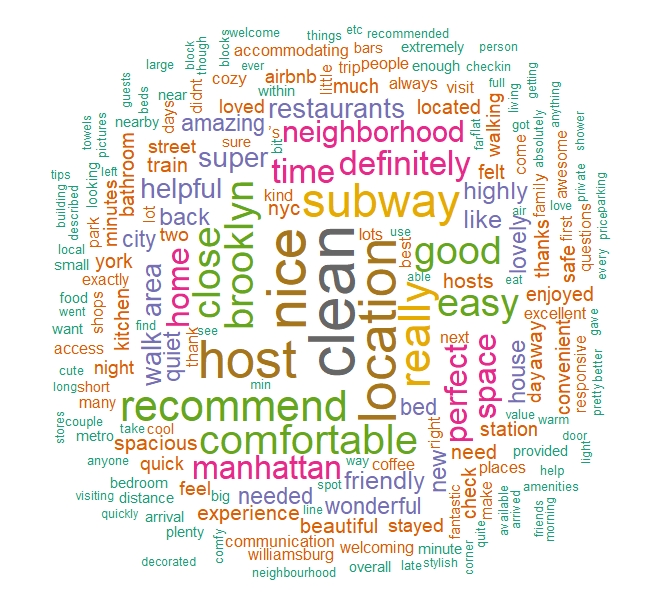 things etc recommended
welcome
block
blocks
though
accommodating bars extremely person
large
ever
trip people enough checkin
little
near cozy airbnb
didnt
within much always visit full
getting
guests
beds
days
loved restaurants located walking
living
anything
nearby amazing
towels
pictures
street 's neighborhood
sure
bit
far
flat
got
come
absolutely
awesome
shower
train super time definitely felt
bathroom
left
tips
looking
minutes
described
building
helpful kind subway highly
family
love
private
parking
park
lot
back nyc like
lovely
air
thanks
safe
first
questions
price
every
local city two
close
brooklyn
nice
clean
location
lots use
best
able
good
small york
home
area
exactly
hosts eat
really
easy enjoyed
food
went
shops
kitchen
find
walk
quiet
thank
see
host
next
excellent
gave
want
access
perfect
space
house
day away
convenient
responsive
pretty better
cute night
long short
min
many recommend
bed
value warm
right
stores
couple
metro
take cool
comfortable
station
door
light
spacious need provided
anyone quick manhattan way coffee
new
check
places help
bedroom feel
friendly
spot
amenities
visiting distance big needed wonderful
fantastic
make
available
arrived
friends
morning
quickly arrival experience line
plenty beautiful stayed
corner
quite
comfy
communication welcoming minute
decorated williamsburg
neighbourhood overall late stylish